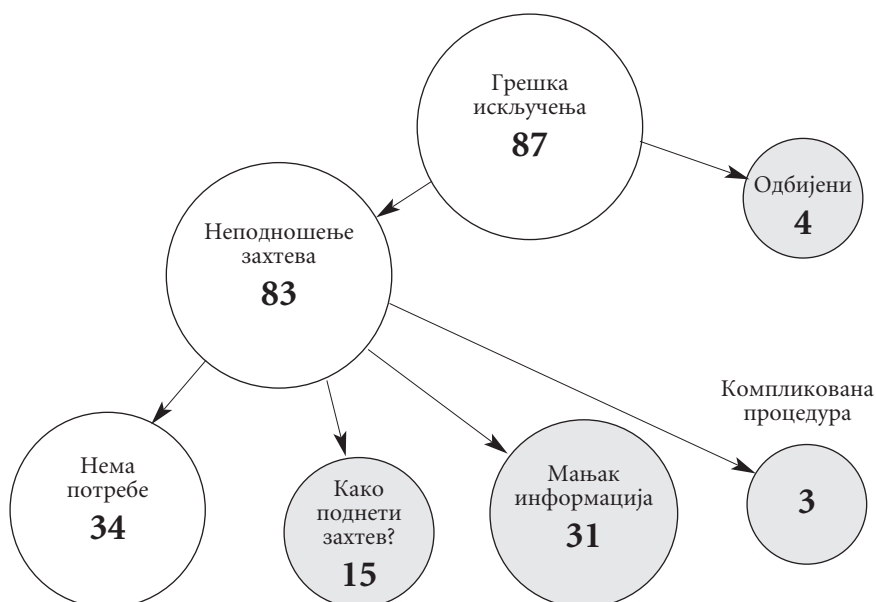 Грешка
искључења
87
Одбијени
4
Неподношење
захтева
83
Компликована
процедура
3
Нема
потребе
34
Како
поднети
захтев?
15
Мањак
информација
31